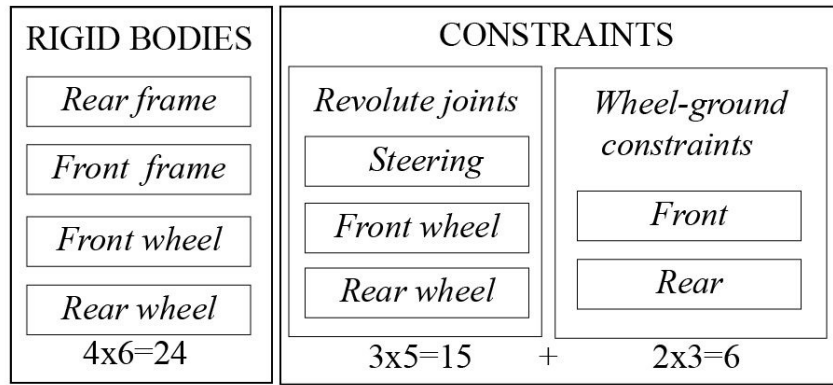 RIGID BODIES
Rear frame
Front frame
Front wheel
Rear wheel
4x6=24
CONSTRAINTS
Revolute joints
Steering
Front wheel
Rear wheel
Wheel-ground
constraints
Front
Rear
3x5=15 + 2x3=6